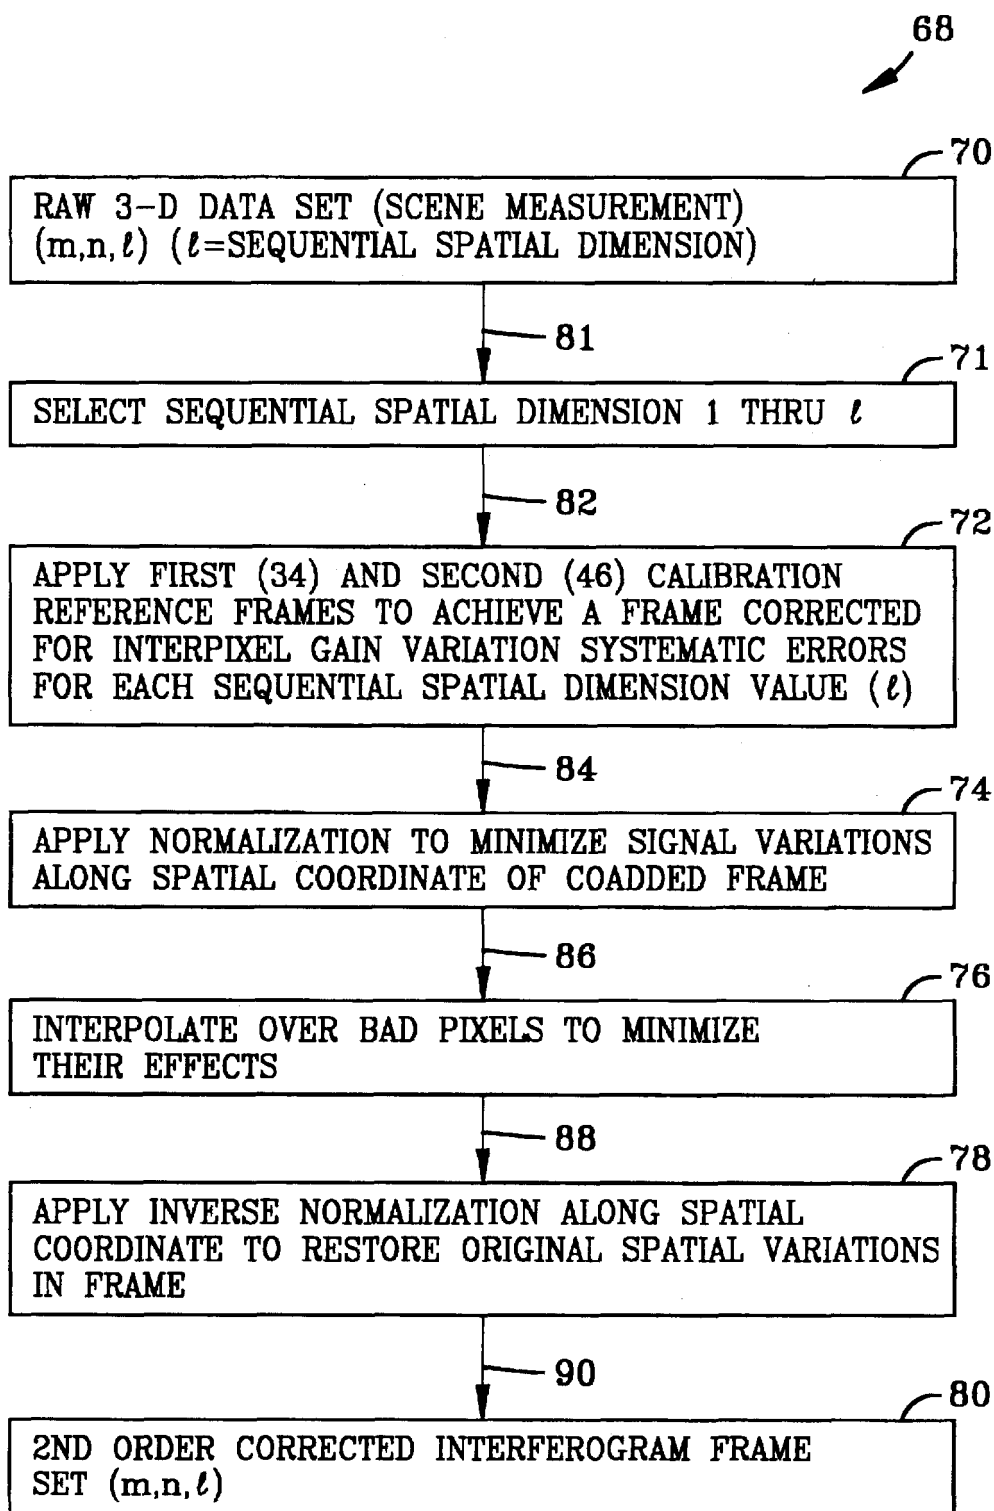 68
70
RAW 3-D DATA SET (SCENE MEASUREMENT)
(m,n,ℓ) (ℓ=SEQUENTIAL SPATIAL DIMENSION)
81
71
SELECT SEQUENTIAL SPATIAL DIMENSION 1 THRU ℓ
82
72
APPLY FIRST (34) AND SECOND (46) CALIBRATION
REFERENCE FRAMES TO ACHIEVE A FRAME CORRECTED
FOR INTERPIXEL GAIN VARIATION SYSTEMATIC ERRORS
FOR EACH SEQUENTIAL SPATIAL DIMENSION VALUE (ℓ)
84
74
APPLY NORMALIZATION TO MINIMIZE SIGNAL VARIATIONS
ALONG SPATIAL COORDINATE OF COADDED FRAME
86
76
INTERPOLATE OVER BAD PIXELS TO MINIMIZE
THEIR EFFECTS
88
78
APPLY INVERSE NORMALIZATION ALONG SPATIAL
COORDINATE TO RESTORE ORIGINAL SPATIAL VARIATIONS
IN FRAME
90
80
2ND ORDER CORRECTED INTERFEROGRAM FRAME
SET (m,n,ℓ)